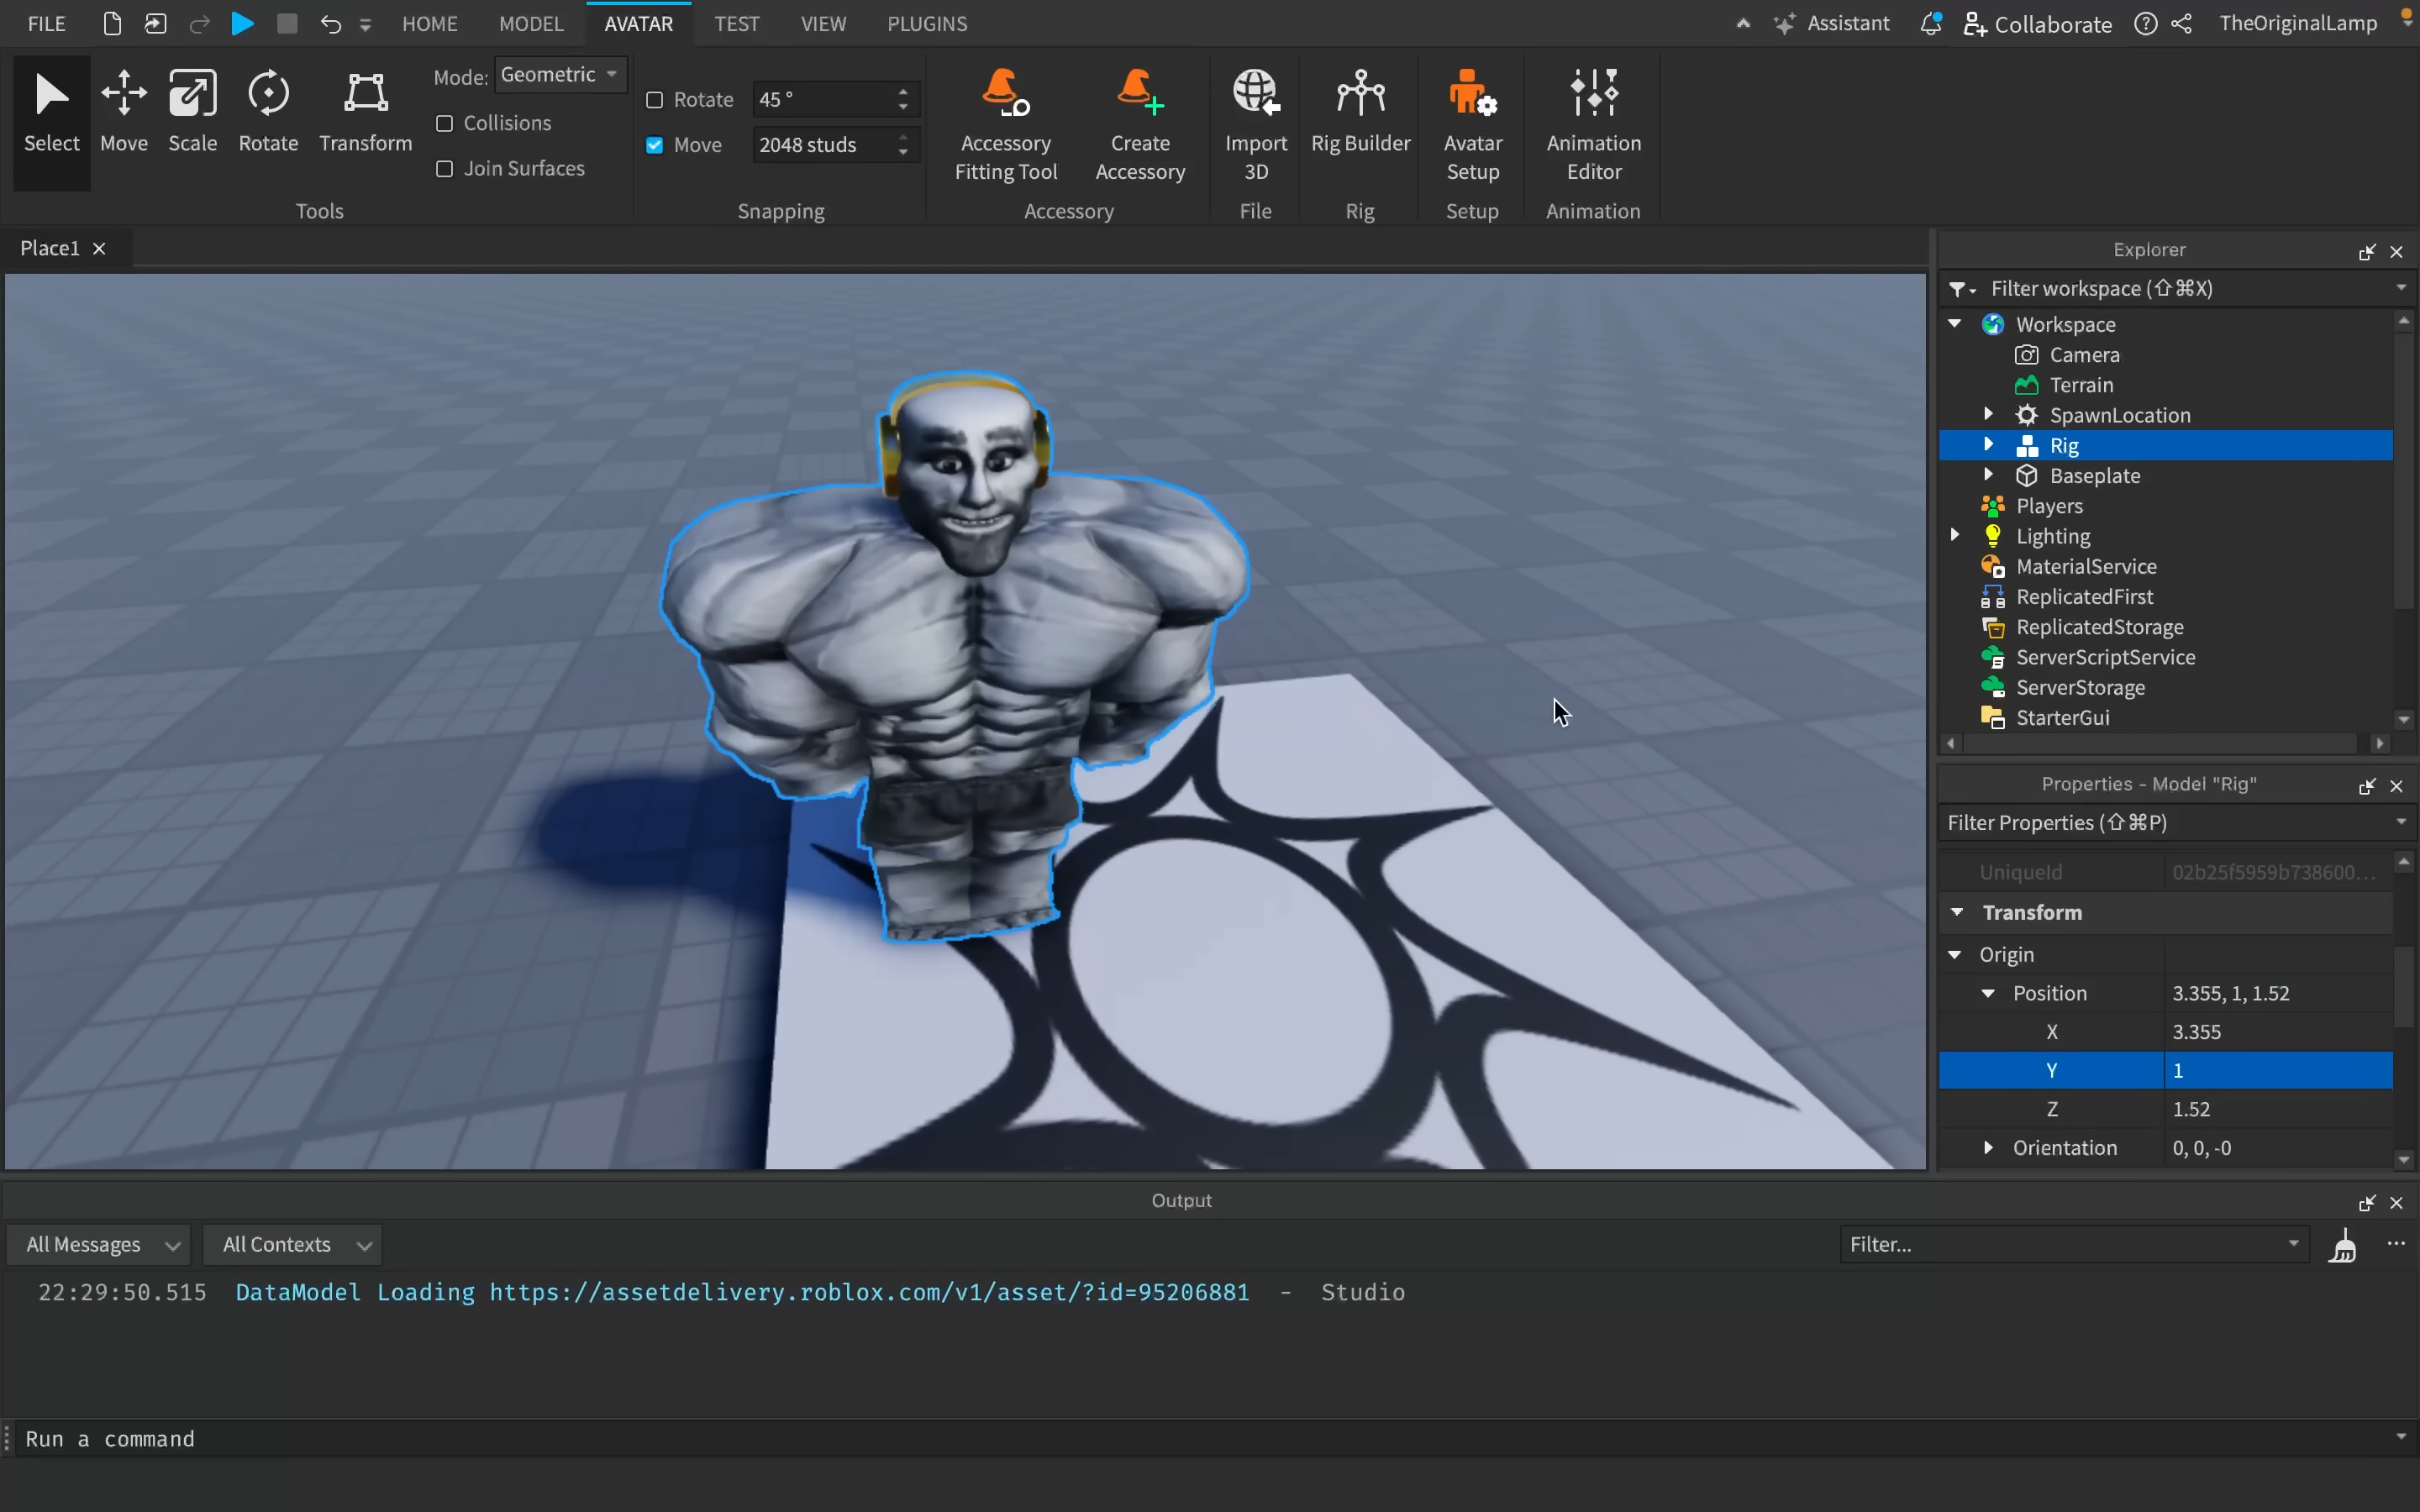 FILE
HOME
MODEL
AVATAR
TEST
VIEW
PLUGINS
Assistant
Collaborate
TheOriginalLamp
Select
Move
Scale
Rotate
Transform
Mode: Geometric
Collisions
Join Surfaces
Tools
Rotate 45 °
Move 2048 studs
Snapping
Accessory
Fitting Tool
Create
Accessory
Accessory
Import
3D
File
Rig Builder
Rig
Avatar
Setup
Setup
Animation
Editor
Animation
Place1
Explorer
Filter workspace (⇧⌘X)
Workspace
Camera
Terrain
SpawnLocation
Rig
Baseplate
Players
Lighting
MaterialService
ReplicatedFirst
ReplicatedStorage
ServerScriptService
ServerStorage
StarterGui
Properties - Model "Rig"
Filter Properties (⇧⌘P)
UniqueId 02b25f5959b738600...
Transform
Origin
Position 3.355, 1, 1.52
X 3.355
Y 1
Z 1.52
Orientation 0, 0, -0
Output
All Messages
All Contexts
Filter...
22:29:50.515 DataModel Loading https://assetdelivery.roblox.com/v1/asset/?id=95206881 - Studio
Run a command